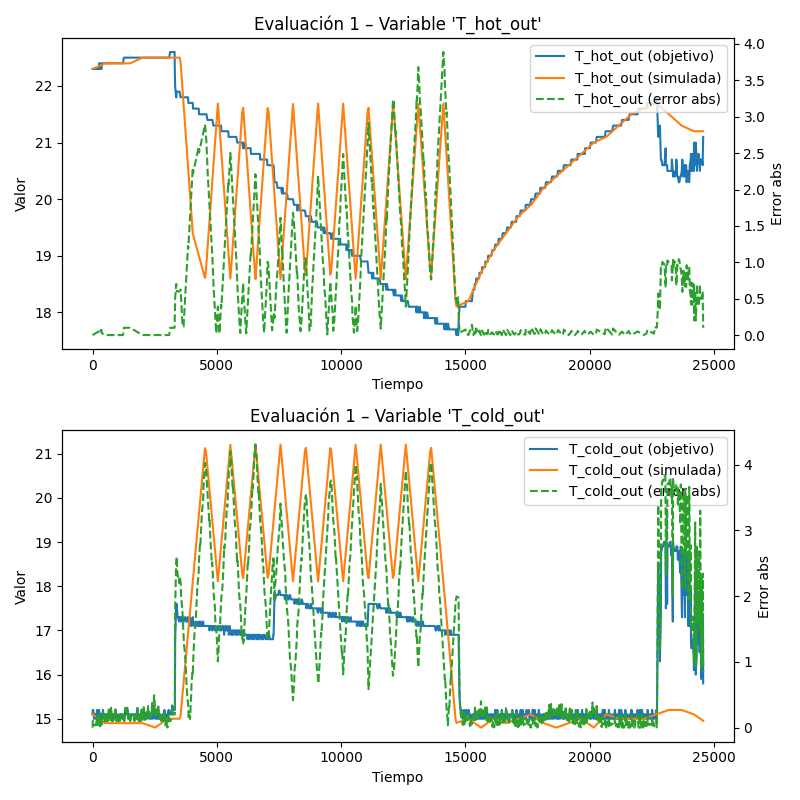 Evaluación 1 – Variable 'T_hot_out'
T_hot_out (objetivo)
T_hot_out (simulada)
T_hot_out (error abs)
22
21
20
19
18
Valor
4.0
3.5
3.0
2.5
2.0
1.5
1.0
0.5
0.0
Error abs
0
5000
10000
15000
20000
25000
Tiempo
Evaluación 1 – Variable 'T_cold_out'
T_cold_out (objetivo)
T_cold_out (simulada)
T_cold_out (error abs)
21
20
19
18
17
16
15
Valor
4
3
2
1
0
Error abs
0
5000
10000
15000
20000
25000
Tiempo